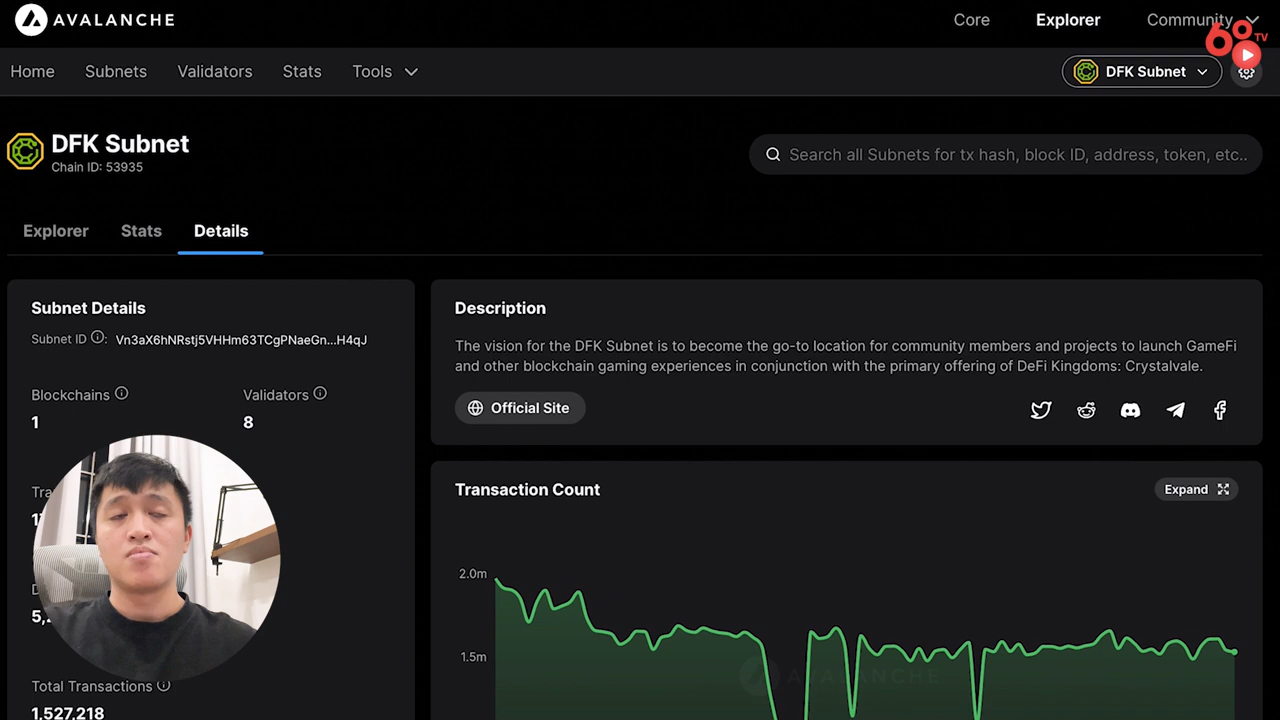 AVALANCHE
Core
Explorer
Community
60 TV
Home
Subnets
Validators
Stats
Tools
DFK Subnet
DFK Subnet
Chain ID: 53935
Search all Subnets for tx hash, block ID, address, token, etc..
Explorer
Stats
Details
Subnet Details
Subnet ID : Vn3aX6hNRstj5VHHm63TCgPNaeGn...H4qJ
Blockchains
Validators
1
8
Total Transactions
1,527,218
Description
The vision for the DFK Subnet is to become the go-to location for community members and projects to launch GameFi
and other blockchain gaming experiences in conjunction with the primary offering of DeFi Kingdoms: Crystalvale.
Official Site
Transaction Count
Expand
2.0m
1.5m
AVALANCHE